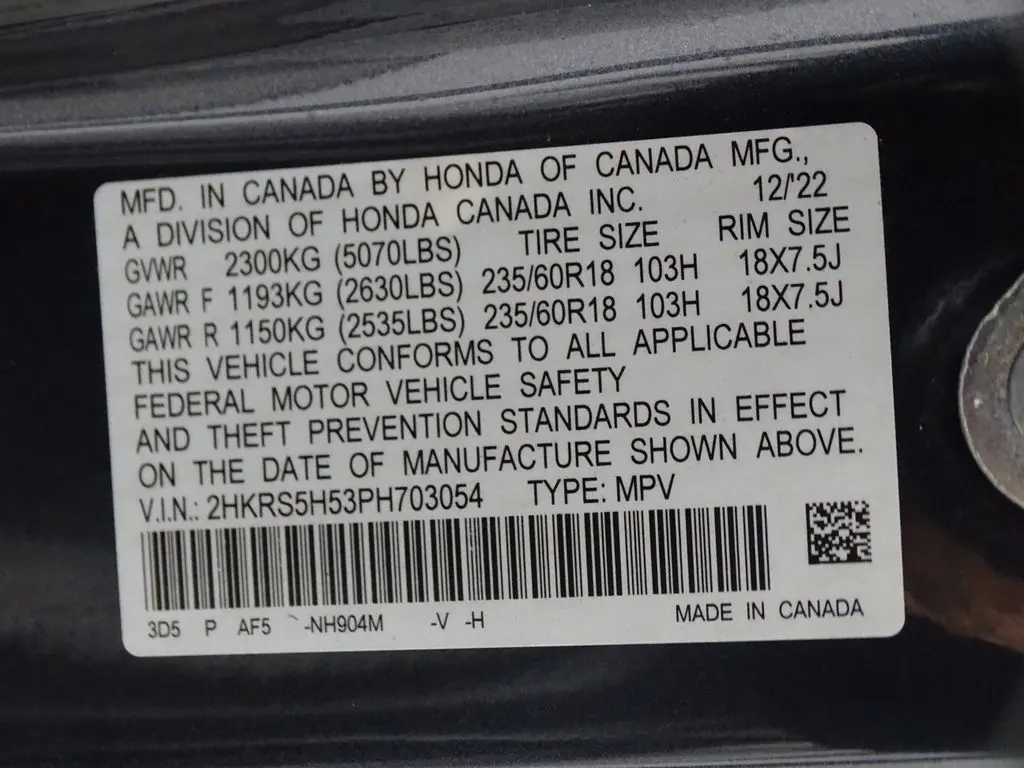 MFD. IN CANADA BY HONDA OF CANADA MFG.,
A DIVISION OF HONDA CANADA INC. 12/'22
GVWR 2300KG (5070LBS) TIRE SIZE RIM SIZE
GAWR F 1193KG (2630LBS) 235/60R18 103H 18X7.5J
GAWR R 1150KG (2535LBS) 235/60R18 103H 18X7.5J
THIS VEHICLE CONFORMS TO ALL APPLICABLE
FEDERAL MOTOR VEHICLE SAFETY
AND THEFT PREVENTION STANDARDS IN EFFECT
ON THE DATE OF MANUFACTURE SHOWN ABOVE.
V.I.N.: 2HKRS5H53PH703054 TYPE: MPV
3D5 P AF5 -NH904M -V -H MADE IN CANADA